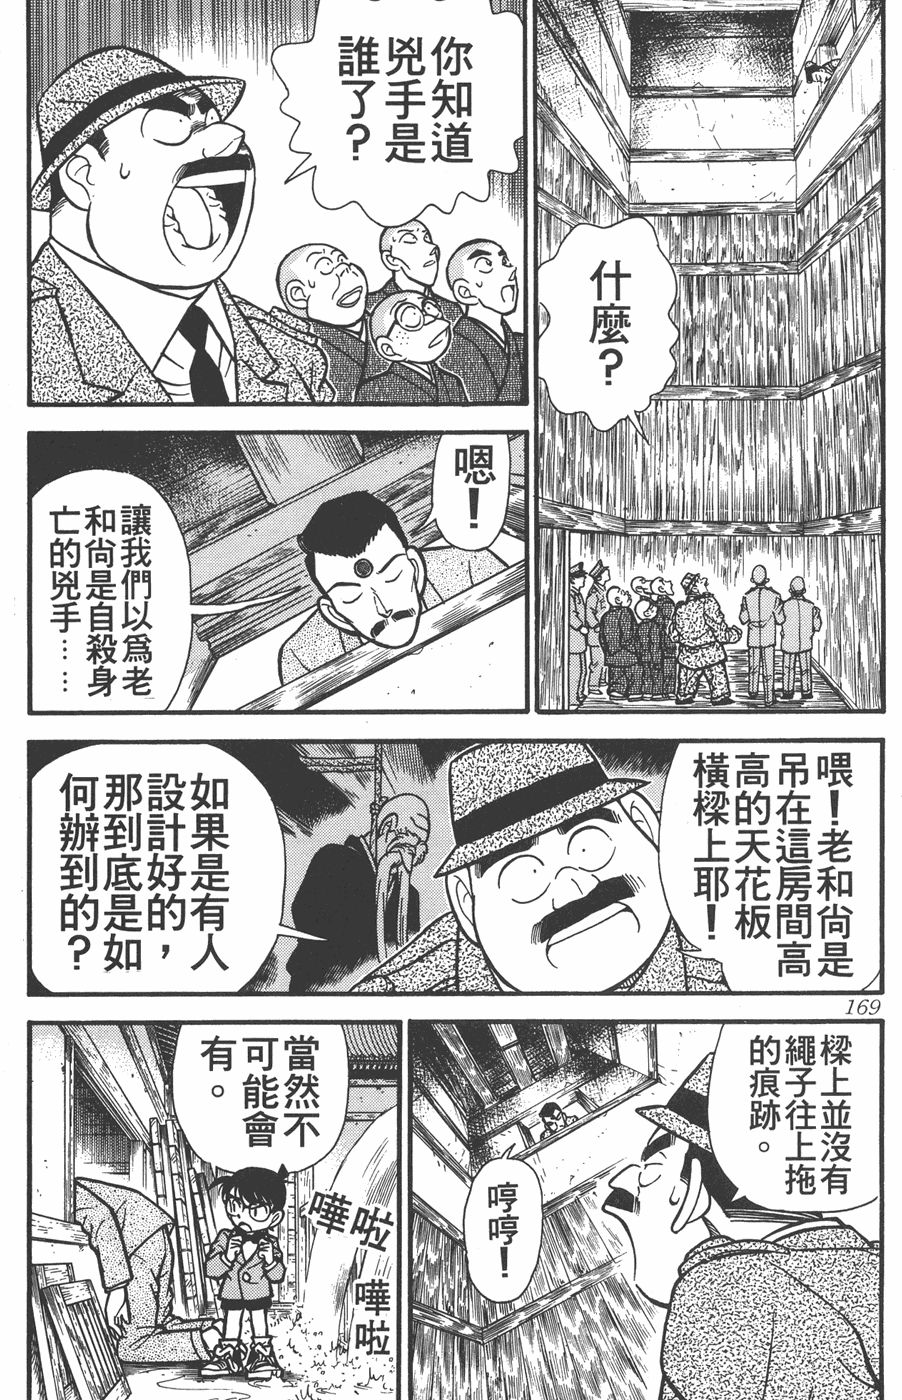 什麼？
你知道
兇手是
誰了？
嗯！
讓我們以為老
和尚是自殺身
亡的兇手……
喂！老和尚是
吊在這房間高
高的天花板
橫樑上耶！
如果是有人
設計好的，
那到底是如
何辦到的？
169
樑上並沒有
繩子往上拖
的痕跡。
哼哼！
當然不
可能會
有。
嘩啦
嘩啦